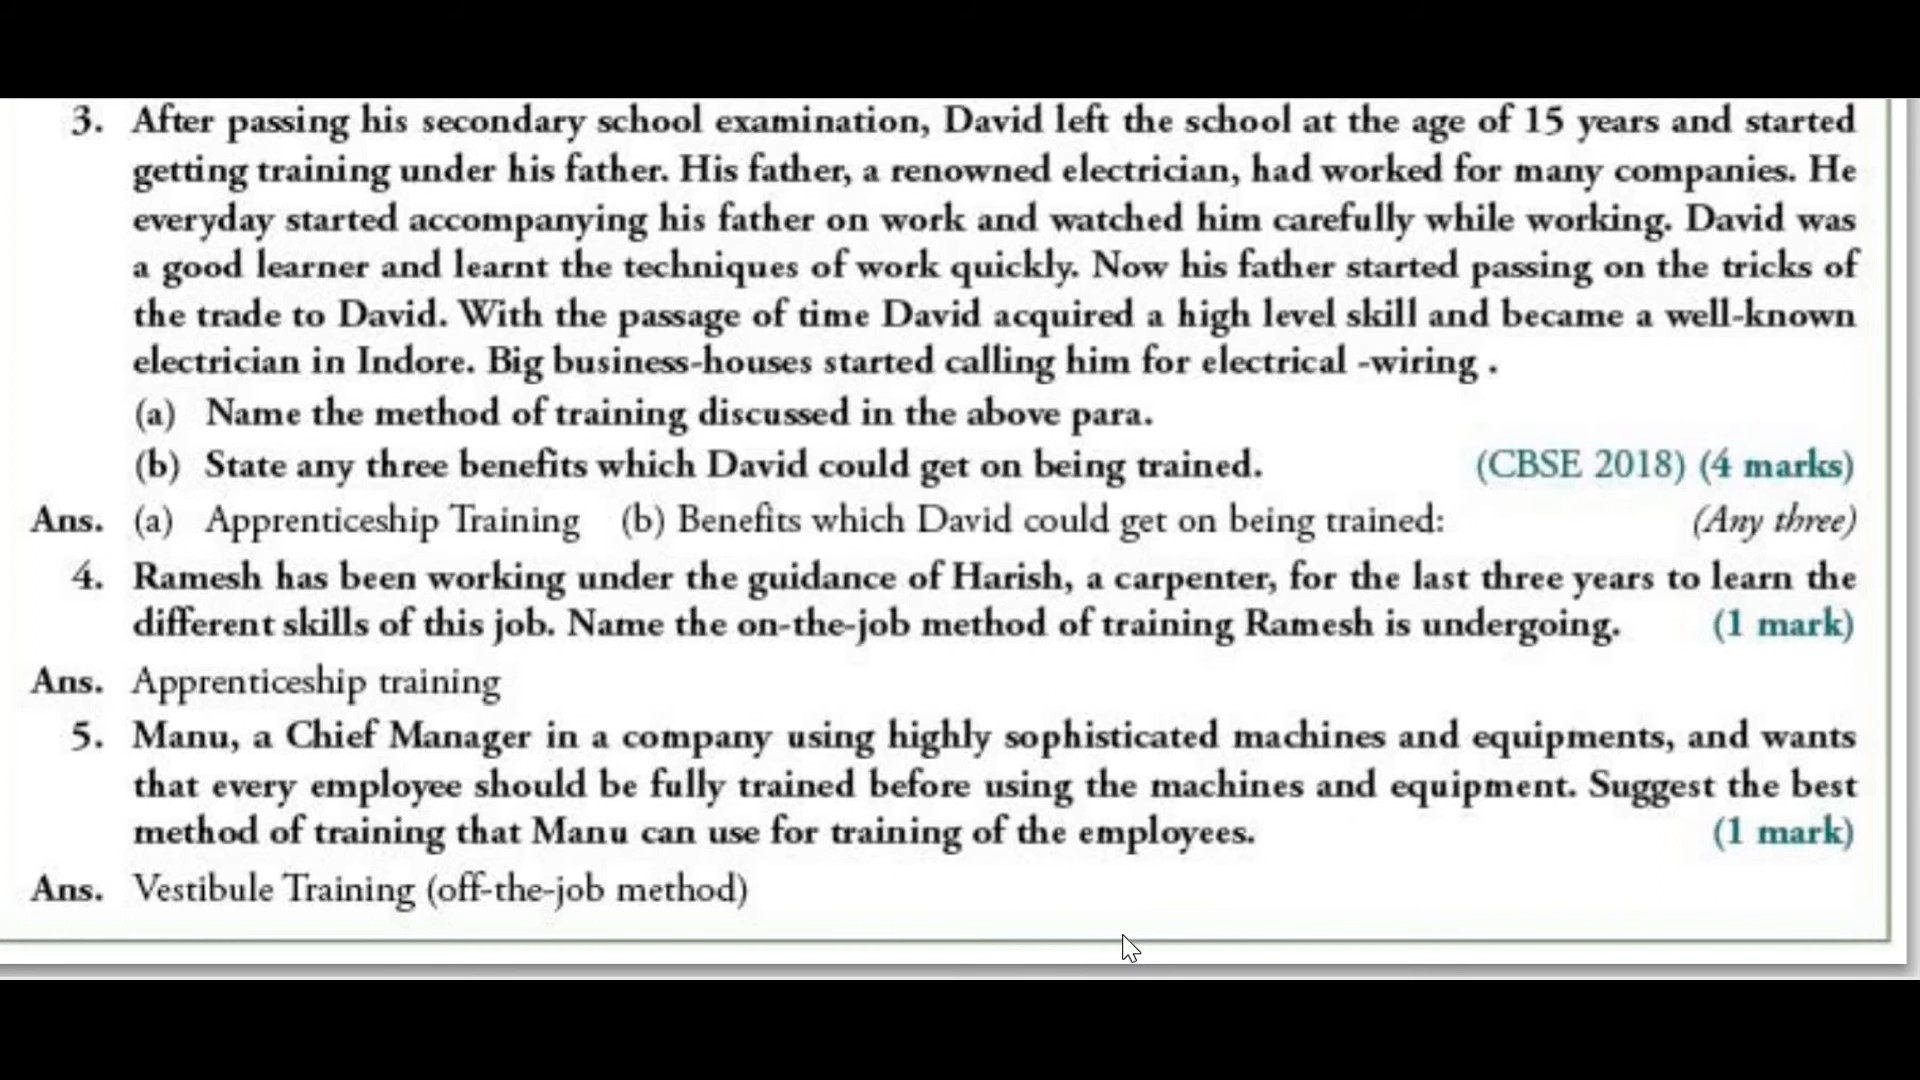 3. After passing his secondary school examination, David left the school at the age of 15 years and started
getting training under his father. His father, a renowned electrician, had worked for many companies. He
everyday started accompanying his father on work and watched him carefully while working. David was
a good learner and learnt the techniques of work quickly. Now his father started passing on the tricks of
the trade to David. With the passage of time David acquired a high level skill and became a well-known
electrician in Indore. Big business-houses started calling him for electrical -wiring .
(a) Name the method of training discussed in the above para.
(b) State any three benefits which David could get on being trained. (CBSE 2018) (4 marks)
Ans. (a) Apprenticeship Training (b) Benefits which David could get on being trained: (Any three)
4. Ramesh has been working under the guidance of Harish, a carpenter, for the last three years to learn the
different skills of this job. Name the on-the-job method of training Ramesh is undergoing. (1 mark)
Ans. Apprenticeship training
5. Manu, a Chief Manager in a company using highly sophisticated machines and equipments, and wants
that every employee should be fully trained before using the machines and equipment. Suggest the best
method of training that Manu can use for training of the employees. (1 mark)
Ans. Vestibule Training (off-the-job method)